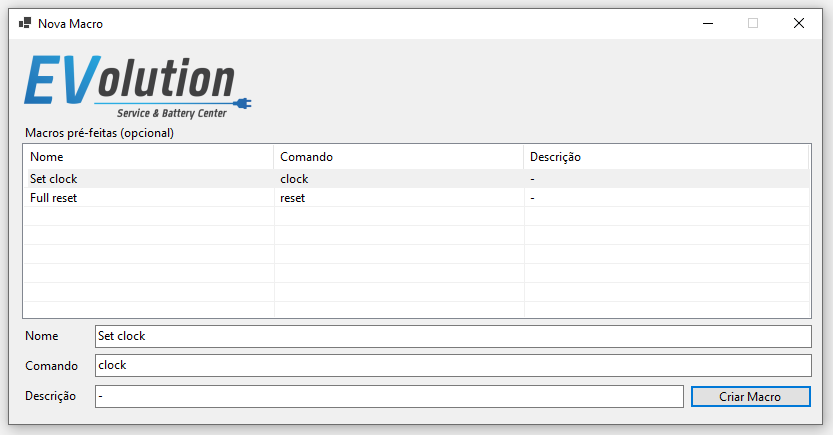 Nova Macro
EVolution
Service & Battery Center
Macros pré-feitas (opcional)
Nome Comando Descrição
Set clock clock -
Full reset reset -
Nome Set clock
Comando clock
Descrição - Criar Macro